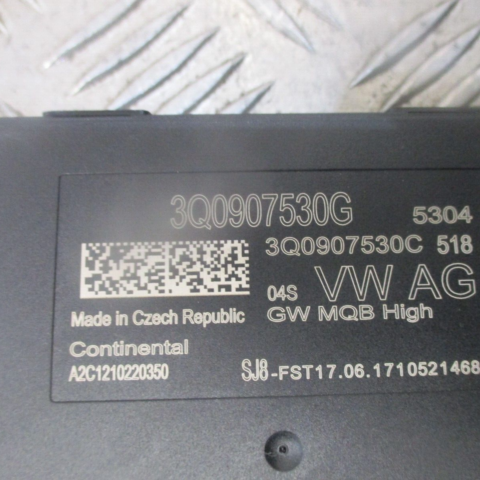 3Q0907530G 5304
3Q0907530C 518
04S VW AG
GW MQB High
Made in Czech Republic
Continental
A2C1210220350 SJ8-FST17.06.1710521468